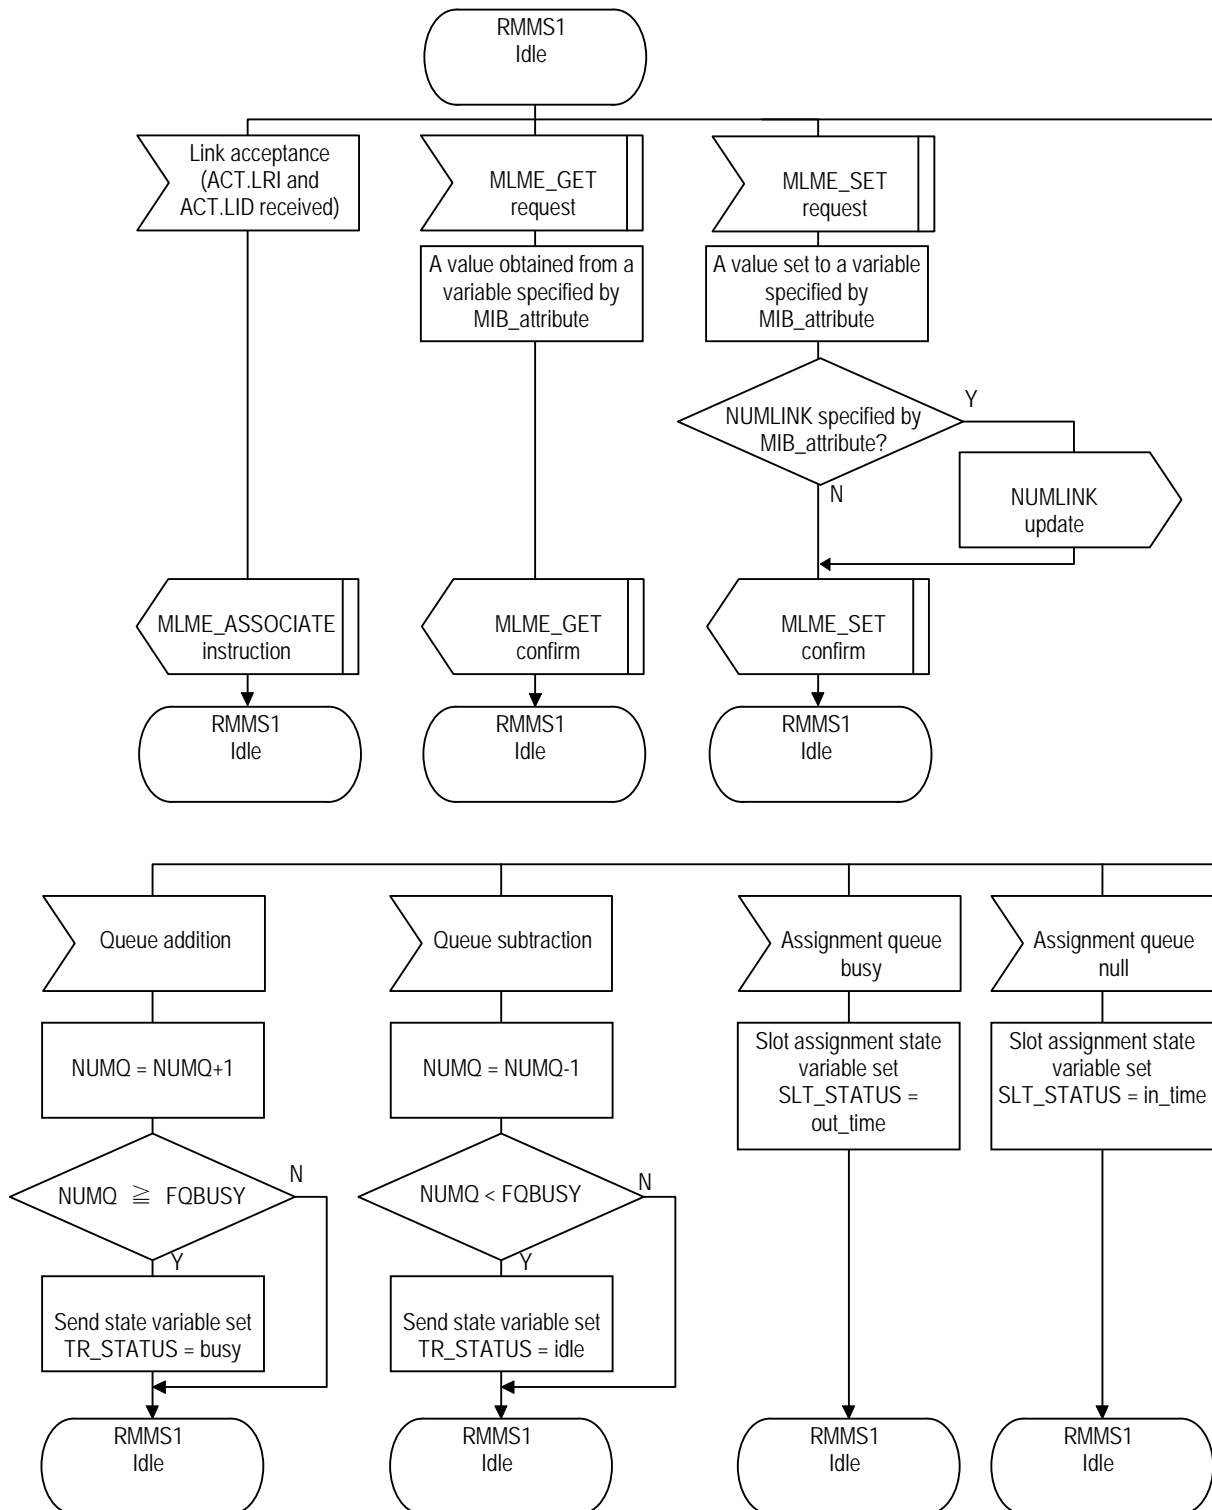 RMMS1
Idle
Link acceptance
(ACT.LRI and
ACT.LID received)
MLME_GET
request
MLME_SET
request
A value obtained from a
variable specified by
MIB_attribute
A value set to a variable
specified by
MIB_attribute
NUMLINK specified by
MIB_attribute?
Y
N
NUMLINK
update
MLME_ASSOCIATE
instruction
MLME_GET
confirm
MLME_SET
confirm
RMMS1
Idle
RMMS1
Idle
RMMS1
Idle
Queue addition
Queue subtraction
Assignment queue
busy
Assignment queue
null
NUMQ = NUMQ+1
NUMQ = NUMQ-1
Slot assignment state
variable set
SLT_STATUS =
out_time
Slot assignment state
variable set
SLT_STATUS = in_time
NUMQ ≧ FQBUSY
N
Y
NUMQ < FQBUSY
N
Y
Send state variable set
TR_STATUS = busy
Send state variable set
TR_STATUS = idle
RMMS1
Idle
RMMS1
Idle
RMMS1
Idle
RMMS1
Idle